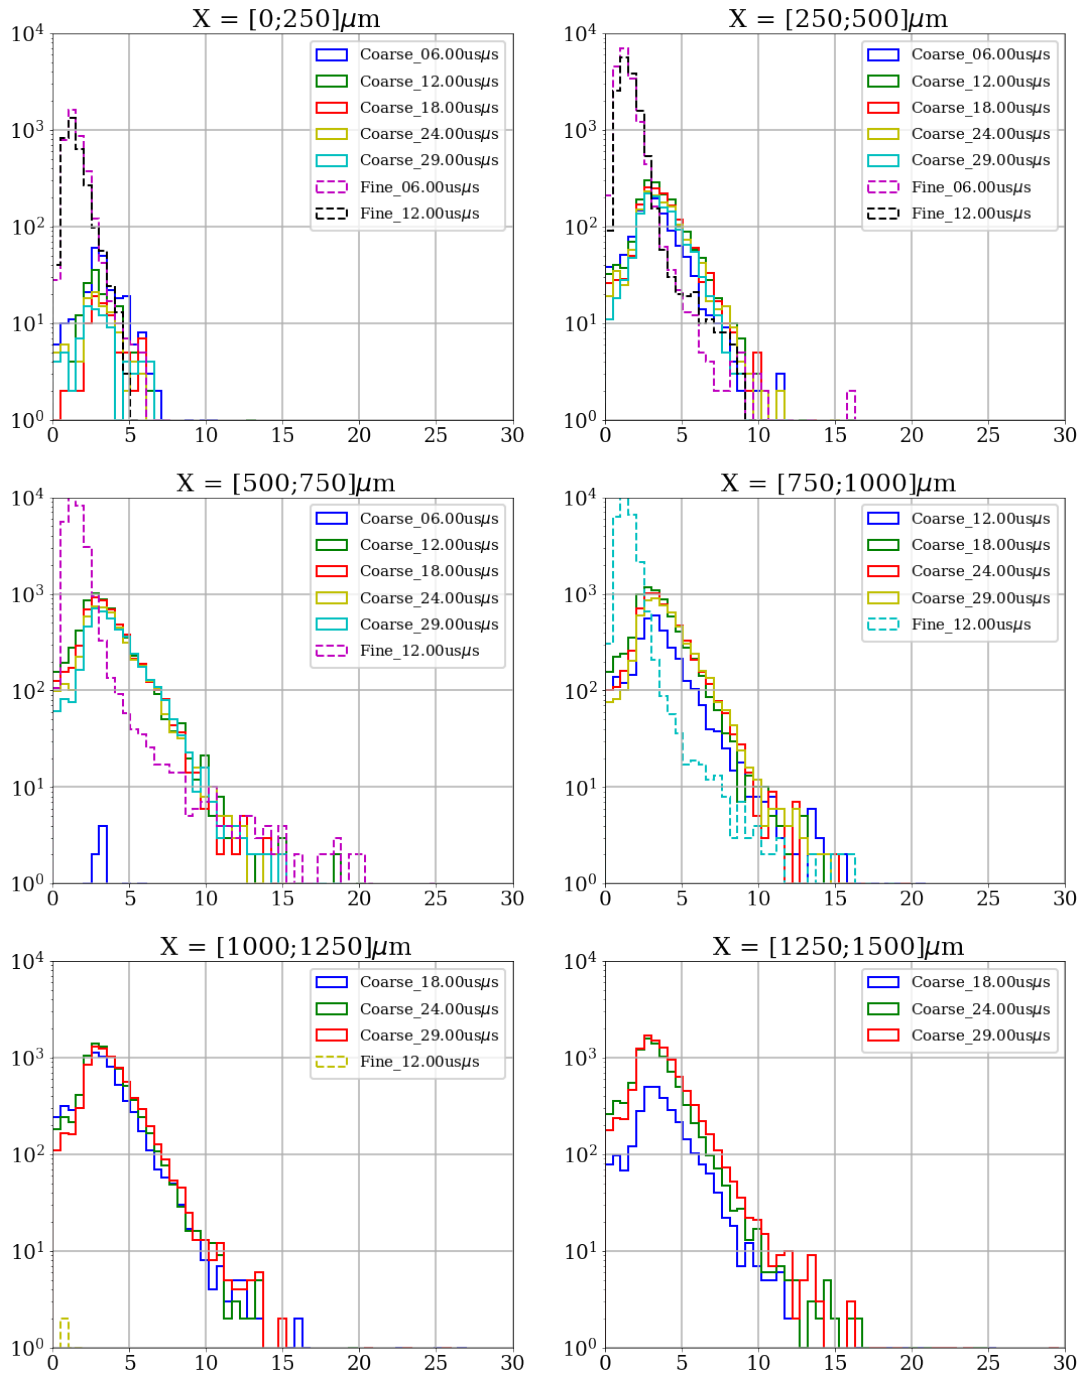 X = [0;250]μm
10⁴
10³
10²
10¹
10⁰
0 5 10 15 20 25 30
Coarse_06.00usμs
Coarse_12.00usμs
Coarse_18.00usμs
Coarse_24.00usμs
Coarse_29.00usμs
Fine_06.00usμs
Fine_12.00usμs
X = [250;500]μm
10⁴
10³
10²
10¹
10⁰
0 5 10 15 20 25 30
Coarse_06.00usμs
Coarse_12.00usμs
Coarse_18.00usμs
Coarse_24.00usμs
Coarse_29.00usμs
Fine_06.00usμs
Fine_12.00usμs
X = [500;750]μm
10⁴
10³
10²
10¹
10⁰
0 5 10 15 20 25 30
Coarse_06.00usμs
Coarse_12.00usμs
Coarse_18.00usμs
Coarse_24.00usμs
Coarse_29.00usμs
Fine_12.00usμs
X = [750;1000]μm
10⁴
10³
10²
10¹
10⁰
0 5 10 15 20 25 30
Coarse_12.00usμs
Coarse_18.00usμs
Coarse_24.00usμs
Coarse_29.00usμs
Fine_12.00usμs
X = [1000;1250]μm
10⁴
10³
10²
10¹
10⁰
0 5 10 15 20 25 30
Coarse_18.00usμs
Coarse_24.00usμs
Coarse_29.00usμs
Fine_12.00usμs
X = [1250;1500]μm
10⁴
10³
10²
10¹
10⁰
0 5 10 15 20 25 30
Coarse_18.00usμs
Coarse_24.00usμs
Coarse_29.00usμs